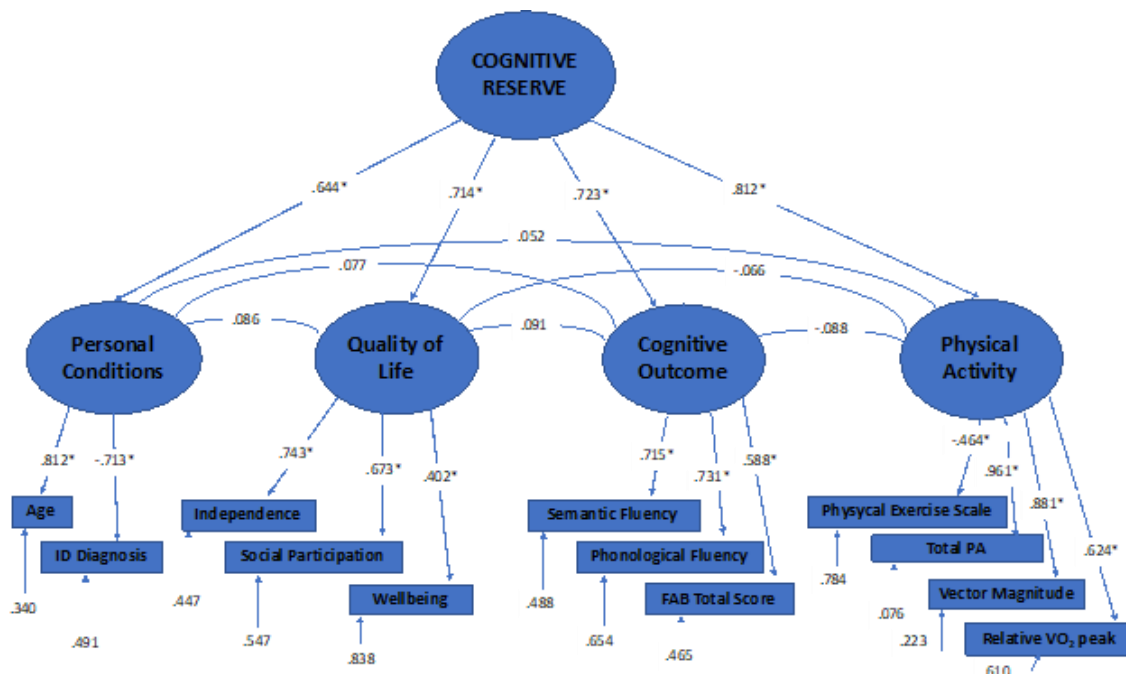 COGNITIVE
RESERVE
.644*
.714*
.723*
.812*
.052
.077
-.066
.086
.091
-.088
Personal
Conditions
Quality of
Life
Cognitive
Outcome
Physical
Activity
.812*
-.713*
.743*
.673*
.402*
.715*
.731*
.588*
-.464*
.961*
.881*
.624*
Age
Independence
Semantic Fluency
Physycal Exercise Scale
ID Diagnosis
Social Participation
Phonological Fluency
Total PA
Wellbeing
FAB Total Score
Vector Magnitude
Relative VO₂ peak
.340
.447
.488
.784
.491
.547
.654
.076
.838
.465
.223
.610